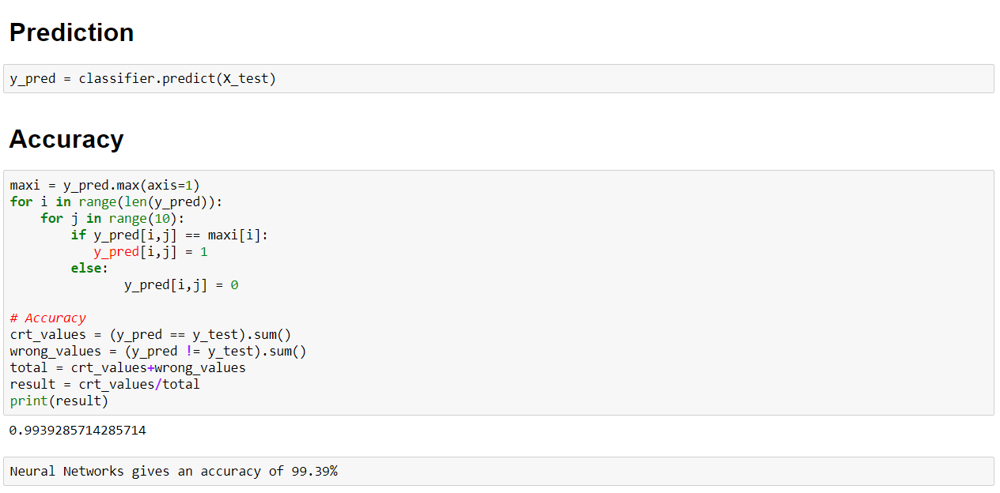 Prediction
y_pred = classifier.predict(X_test)
Accuracy
maxi = y_pred.max(axis=1)
for i in range(len(y_pred)):
    for j in range(10):
        if y_pred[i,j] == maxi[i]:
           y_pred[i,j] = 1
        else:
               y_pred[i,j] = 0
# Accuracy
crt_values = (y_pred == y_test).sum()
wrong_values = (y_pred != y_test).sum()
total = crt_values+wrong_values
result = crt_values/total
print(result)
0.9939285714285714
Neural Networks gives an accuracy of 99.39%